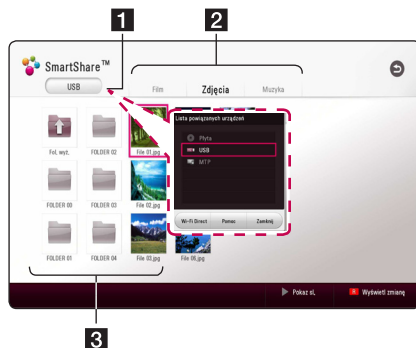 1
2
SmartShare™
USB
Film
Zdjęcia
Muzyka
Lista powiązanych urządzeń
Płyta
USB
MTP
Wi-Fi Direct
Pomoc
Zamknij
Fol. wyż.
FOLDER 02
File 01.jpg
FOLDER 00
FOLDER 03
File 02.jpg
FOLDER 01
FOLDER 04
File 03.jpg
File 06.jpg
Pokaz sl.
Wyświetl zmianę
3